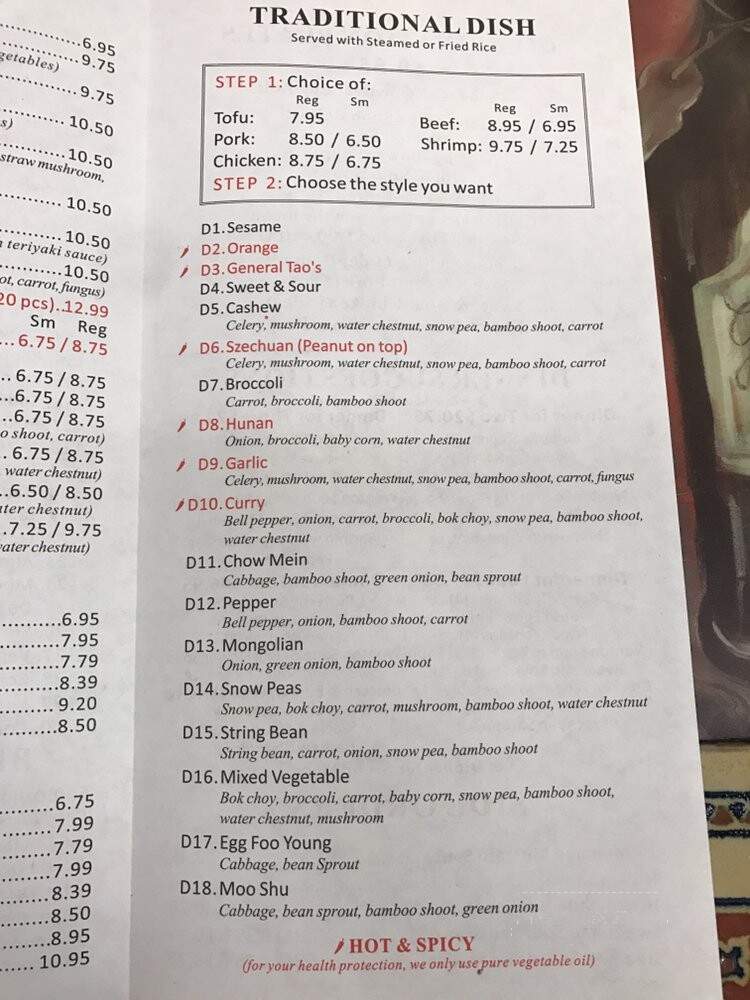 ..........6.95
..........9.75
getables)
.......9.75
........ 10.50
s)
........10.50
straw mushroom,
........ 10.50
........ 10.50
n teriyaki sauce)
..........10.50
ot, carrot, fungus)
20 pcs)..12.99
Sm Reg
... 6.75 / 8.75
.. 6.75 / 8.75
...6.75 / 8.75
...6.75 / 8.75
o shoot, carrot)
.. 6.75 / 8.75
water chestnut)
..6.50 / 8.50
ater chestnut)
..7.25 / 9.75
vater chestnut)
..........6.95
..........7.95
..........7.79
..........8.39
......... 9.20
..........8.50
.........6.75
.........7.99
.........7.79
.........7.99
........ 8.39
........ 8.50
........ 8.95
...... 10.95
TRADITIONAL DISH
Served with Steamed or Fried Rice
STEP 1: Choice of:
Reg Sm Reg Sm
Tofu: 7.95 Beef: 8.95 / 6.95
Pork: 8.50 / 6.50 Shrimp: 9.75 / 7.25
Chicken: 8.75 / 6.75
STEP 2: Choose the style you want
D1. Sesame
D2. Orange
D3. General Tao's
D4. Sweet & Sour
D5. Cashew
Celery, mushroom, water chestnut, snow pea, bamboo shoot, carrot
D6. Szechuan (Peanut on top)
Celery, mushroom, water chestnut, snow pea, bamboo shoot, carrot
D7. Broccoli
Carrot, broccoli, bamboo shoot
D8. Hunan
Onion, broccoli, baby corn, water chestnut
D9. Garlic
Celery, mushroom, water chestnut, snow pea, bamboo shoot, carrot, fungus
D10. Curry
Bell pepper, onion, carrot, broccoli, bok choy, snow pea, bamboo shoot,
water chestnut
D11. Chow Mein
Cabbage, bamboo shoot, green onion, bean sprout
D12. Pepper
Bell pepper, onion, bamboo shoot, carrot
D13. Mongolian
Onion, green onion, bamboo shoot
D14. Snow Peas
Snow pea, bok choy, carrot, mushroom, bamboo shoot, water chestnut
D15. String Bean
String bean, carrot, onion, snow pea, bamboo shoot
D16. Mixed Vegetable
Bok choy, broccoli, carrot, baby corn, snow pea, bamboo shoot,
water chestnut, mushroom
D17. Egg Foo Young
Cabbage, bean Sprout
D18. Moo Shu
Cabbage, bean sprout, bamboo shoot, green onion
HOT & SPICY
(for your health protection, we only use pure vegetable oil)